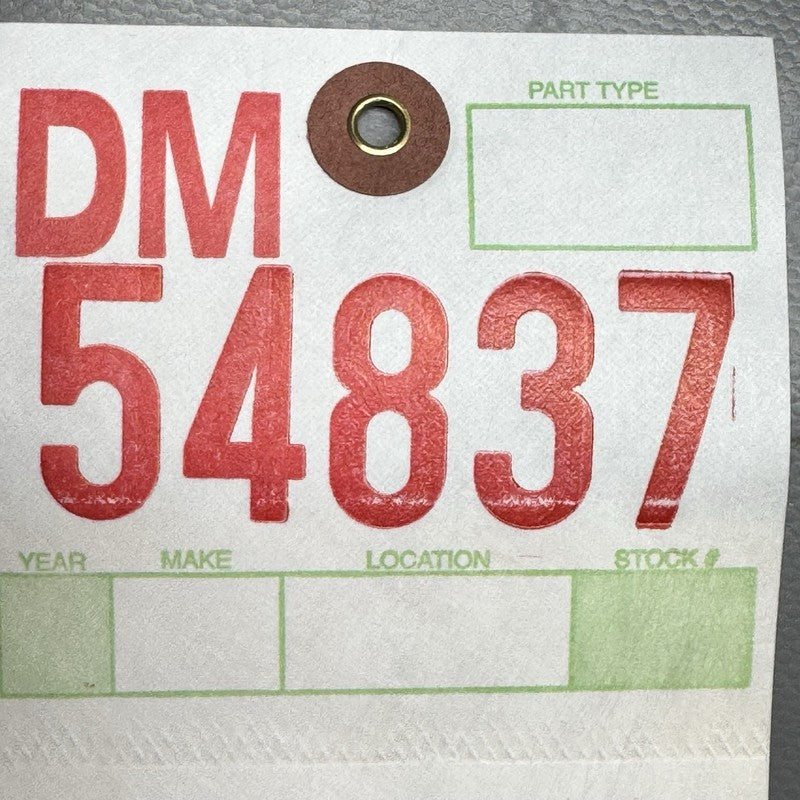 DM
PART TYPE
54837
YEAR MAKE LOCATION STOCK #